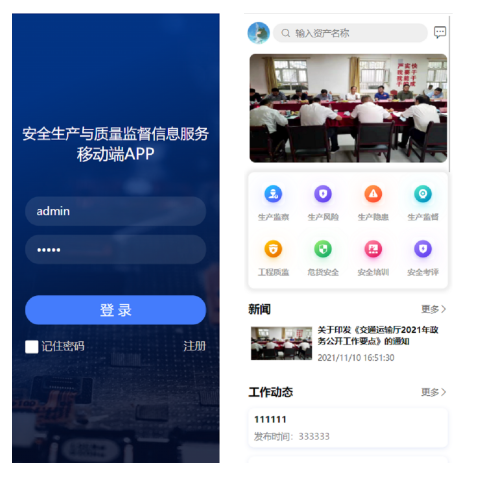 安全生产与质量监督信息服务
移动端APP
admin
•••••
登 录
记住密码
注册
输入资产名称
生产监察
生产风险
生产隐患
生产监督
工程质监
危货安全
安全培训
安全考评
新闻
更多
关于印发《交通运输厅2021年政
务公开工作要点》的通知
2021/11/10 16:51:30
工作动态
更多
111111
发布时间：333333